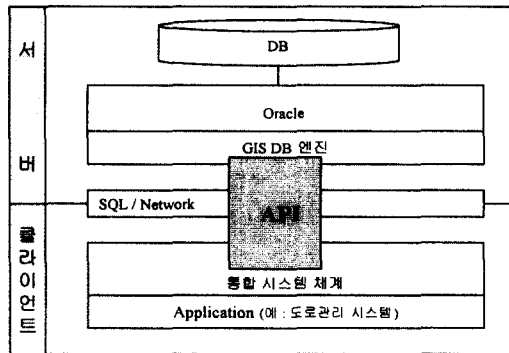 서버
DB
Oracle
GIS DB 엔진
SQL / Network
API
클라이언트
통합 시스템 체계
Application (예 : 도로관리 시스템)